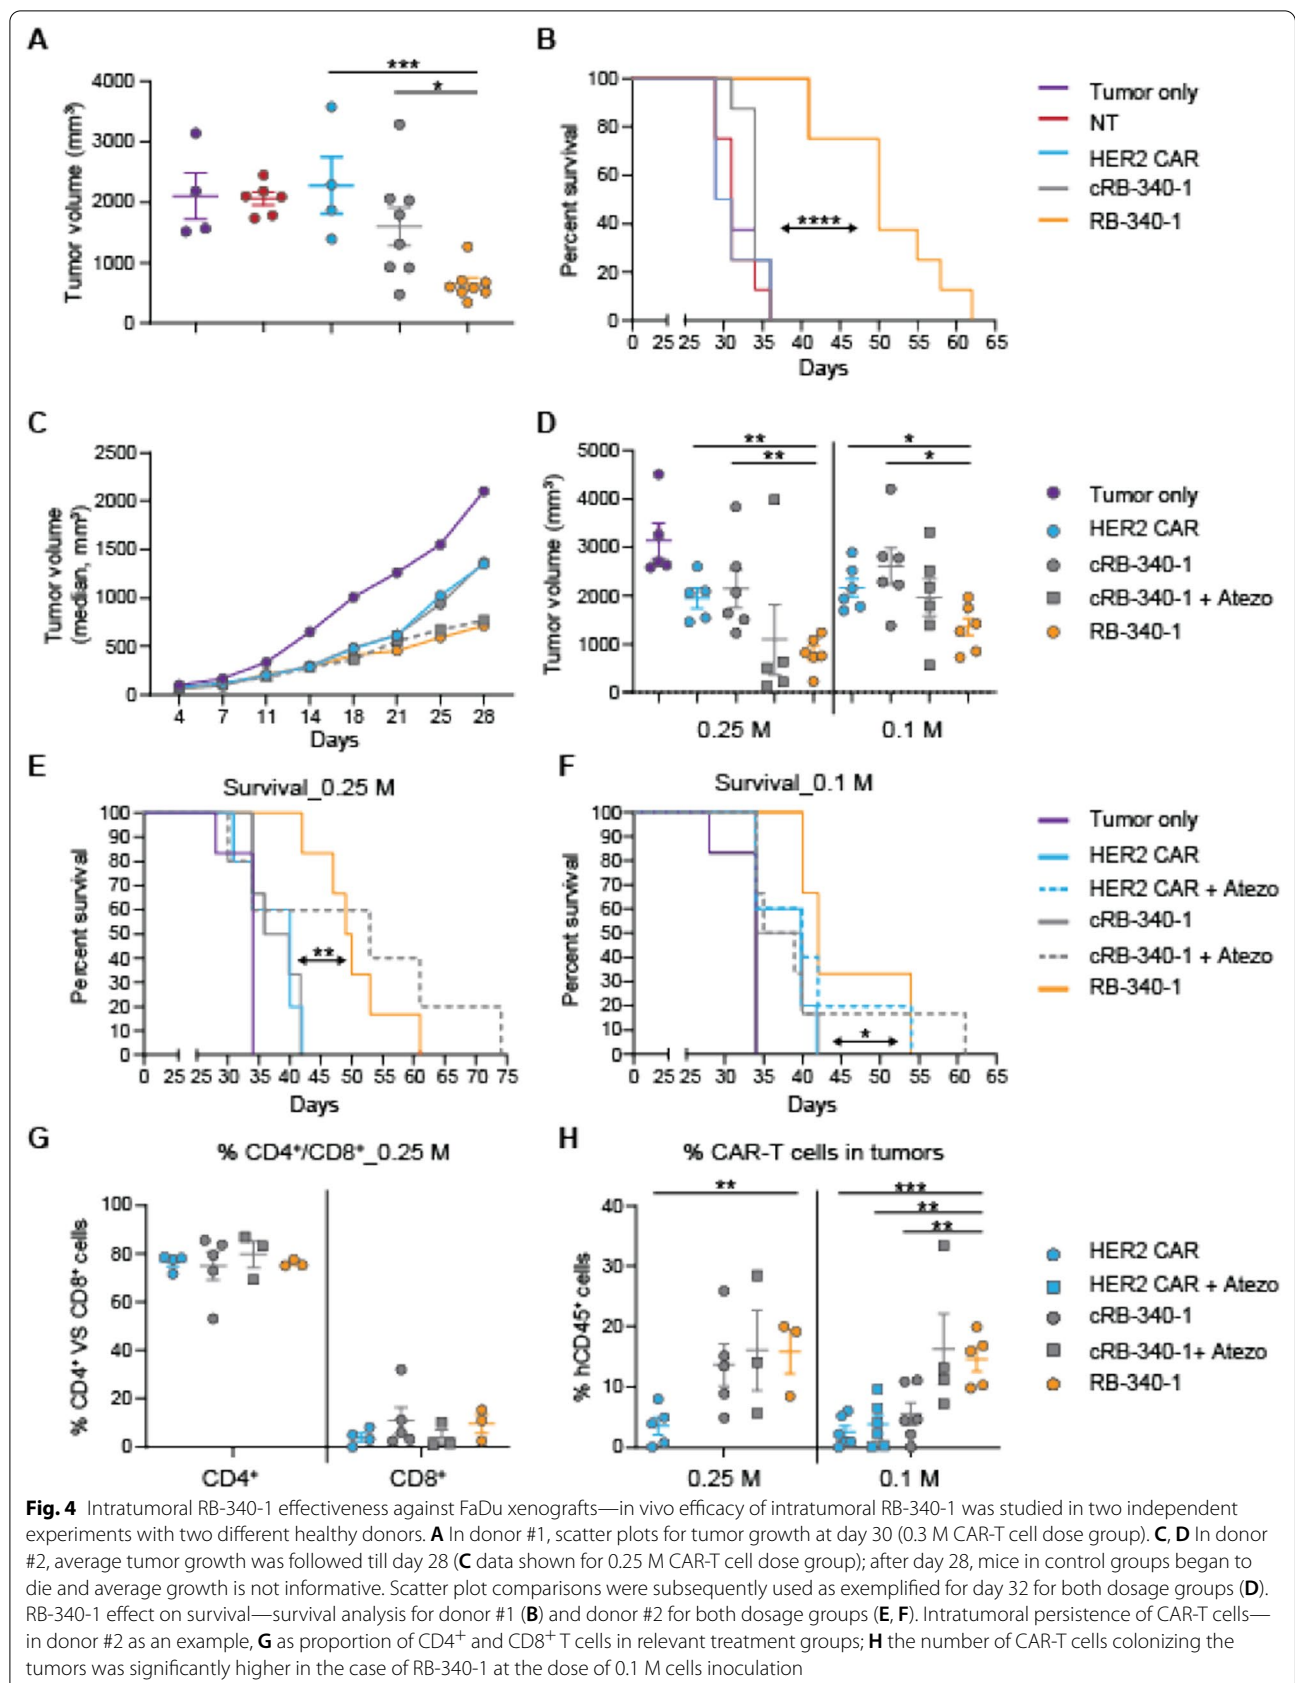 A
***
*
Tumor volume (mm³)
4000
3000
2000
1000
0
B
Percent survival
100
80
60
40
20
0
****
0 25 25 30 35 40 45 50 55 60 65
Days
Tumor only
NT
HER2 CAR
cRB-340-1
RB-340-1
C
Tumor volume
(median, mm³)
2500
2000
1500
1000
500
0
4 7 11 14 18 21 25 28
Days
D
** *
** *
Tumor volume (mm³)
5000
4000
3000
2000
1000
0
0.25 M 0.1 M
Tumor only
HER2 CAR
cRB-340-1
cRB-340-1 + Atezo
RB-340-1
E
Survival_0.25 M
Percent survival
100
90
80
70
60
50
40
30
20
10
0
**
0 25 25 30 35 40 45 50 55 60 65 70 75
Days
F
Survival_0.1 M
Percent survival
100
90
80
70
60
50
40
30
20
10
0
*
0 25 25 30 35 40 45 50 55 60 65
Days
Tumor only
HER2 CAR
HER2 CAR + Atezo
cRB-340-1
cRB-340-1 + Atezo
RB-340-1
G
% CD4⁺/CD8⁺_0.25 M
% CD4⁺ VS CD8⁺ cells
100
80
60
40
20
0
CD4⁺ CD8⁺
H
% CAR-T cells in tumors
** ***
**
**
% hCD45⁺ cells
40
30
20
10
0
0.25 M 0.1 M
HER2 CAR
HER2 CAR + Atezo
cRB-340-1
cRB-340-1+ Atezo
RB-340-1
Fig. 4 Intratumoral RB-340-1 effectiveness against FaDu xenografts—in vivo efficacy of intratumoral RB-340-1 was studied in two independent
experiments with two different healthy donors. A In donor #1, scatter plots for tumor growth at day 30 (0.3 M CAR-T cell dose group). C, D In donor
#2, average tumor growth was followed till day 28 (C data shown for 0.25 M CAR-T cell dose group); after day 28, mice in control groups began to
die and average growth is not informative. Scatter plot comparisons were subsequently used as exemplified for day 32 for both dosage groups (D).
RB-340-1 effect on survival—survival analysis for donor #1 (B) and donor #2 for both dosage groups (E, F). Intratumoral persistence of CAR-T cells—
in donor #2 as an example, G as proportion of CD4⁺ and CD8⁺ T cells in relevant treatment groups; H the number of CAR-T cells colonizing the
tumors was significantly higher in the case of RB-340-1 at the dose of 0.1 M cells inoculation